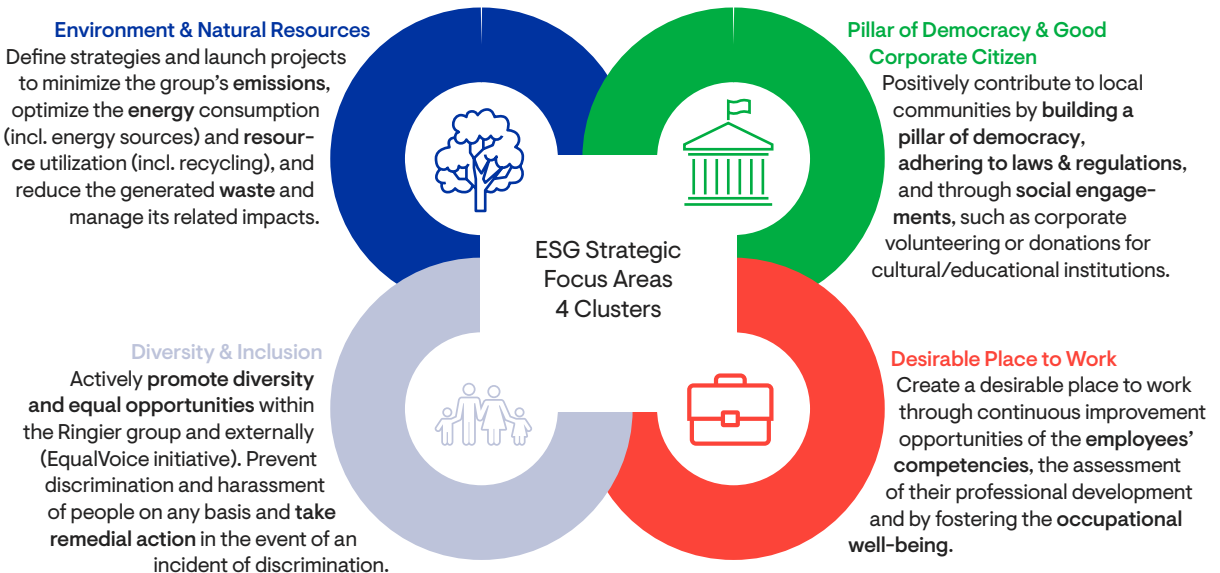 Environment & Natural Resources
Define strategies and launch projects
to minimize the group's emissions,
optimize the energy consumption
(incl. energy sources) and resour-
ce utilization (incl. recycling), and
reduce the generated waste and
manage its related impacts.
Pillar of Democracy & Good
Corporate Citizen
Positively contribute to local
communities by building a
pillar of democracy,
adhering to laws & regulations,
and through social engage-
ments, such as corporate
volunteering or donations for
cultural/educational institutions.
ESG Strategic
Focus Areas
4 Clusters
Diversity & Inclusion
Actively promote diversity
and equal opportunities within
the Ringier group and externally
(EqualVoice initiative). Prevent
discrimination and harassment
of people on any basis and take
remedial action in the event of an
incident of discrimination.
Desirable Place to Work
Create a desirable place to work
through continuous improvement
opportunities of the employees'
competencies, the assessment
of their professional development
and by fostering the occupational
well-being.